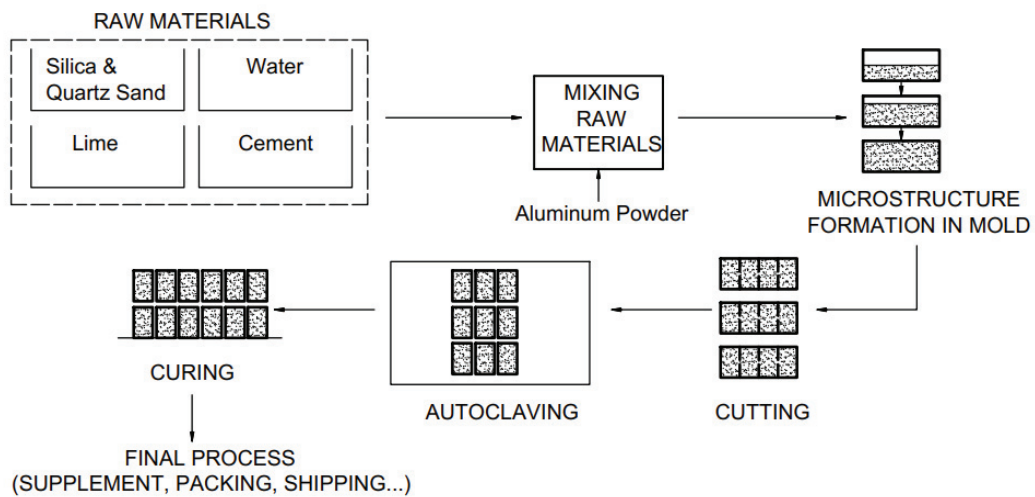 RAW MATERIALS
Silica &
Quartz Sand
Water
Lime
Cement
MIXING
RAW
MATERIALS
Aluminum Powder
MICROSTRUCTURE
FORMATION IN MOLD
CUTTING
AUTOCLAVING
CURING
FINAL PROCESS
(SUPPLEMENT, PACKING, SHIPPING...)